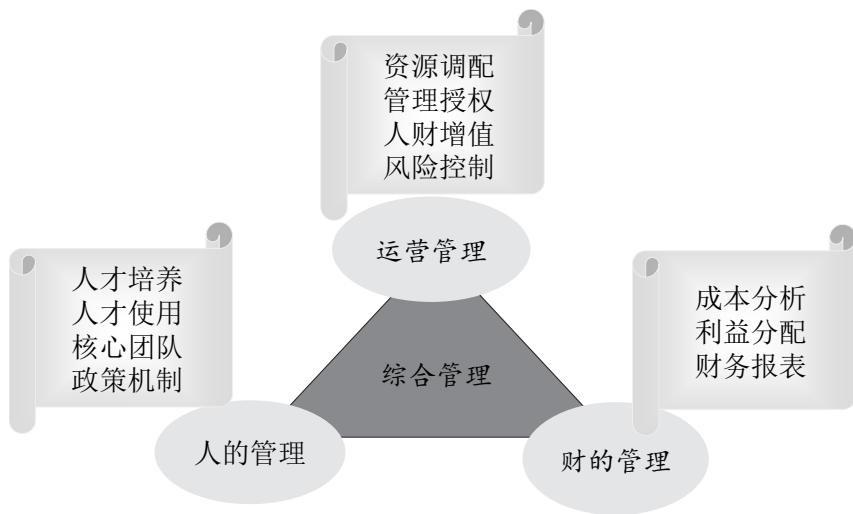 资源调配
管理授权
人财增值
风险控制
运营管理
人才培养
人才使用
核心团队
政策机制
成本分析
利益分配
财务报表
综合管理
人的管理
财的管理